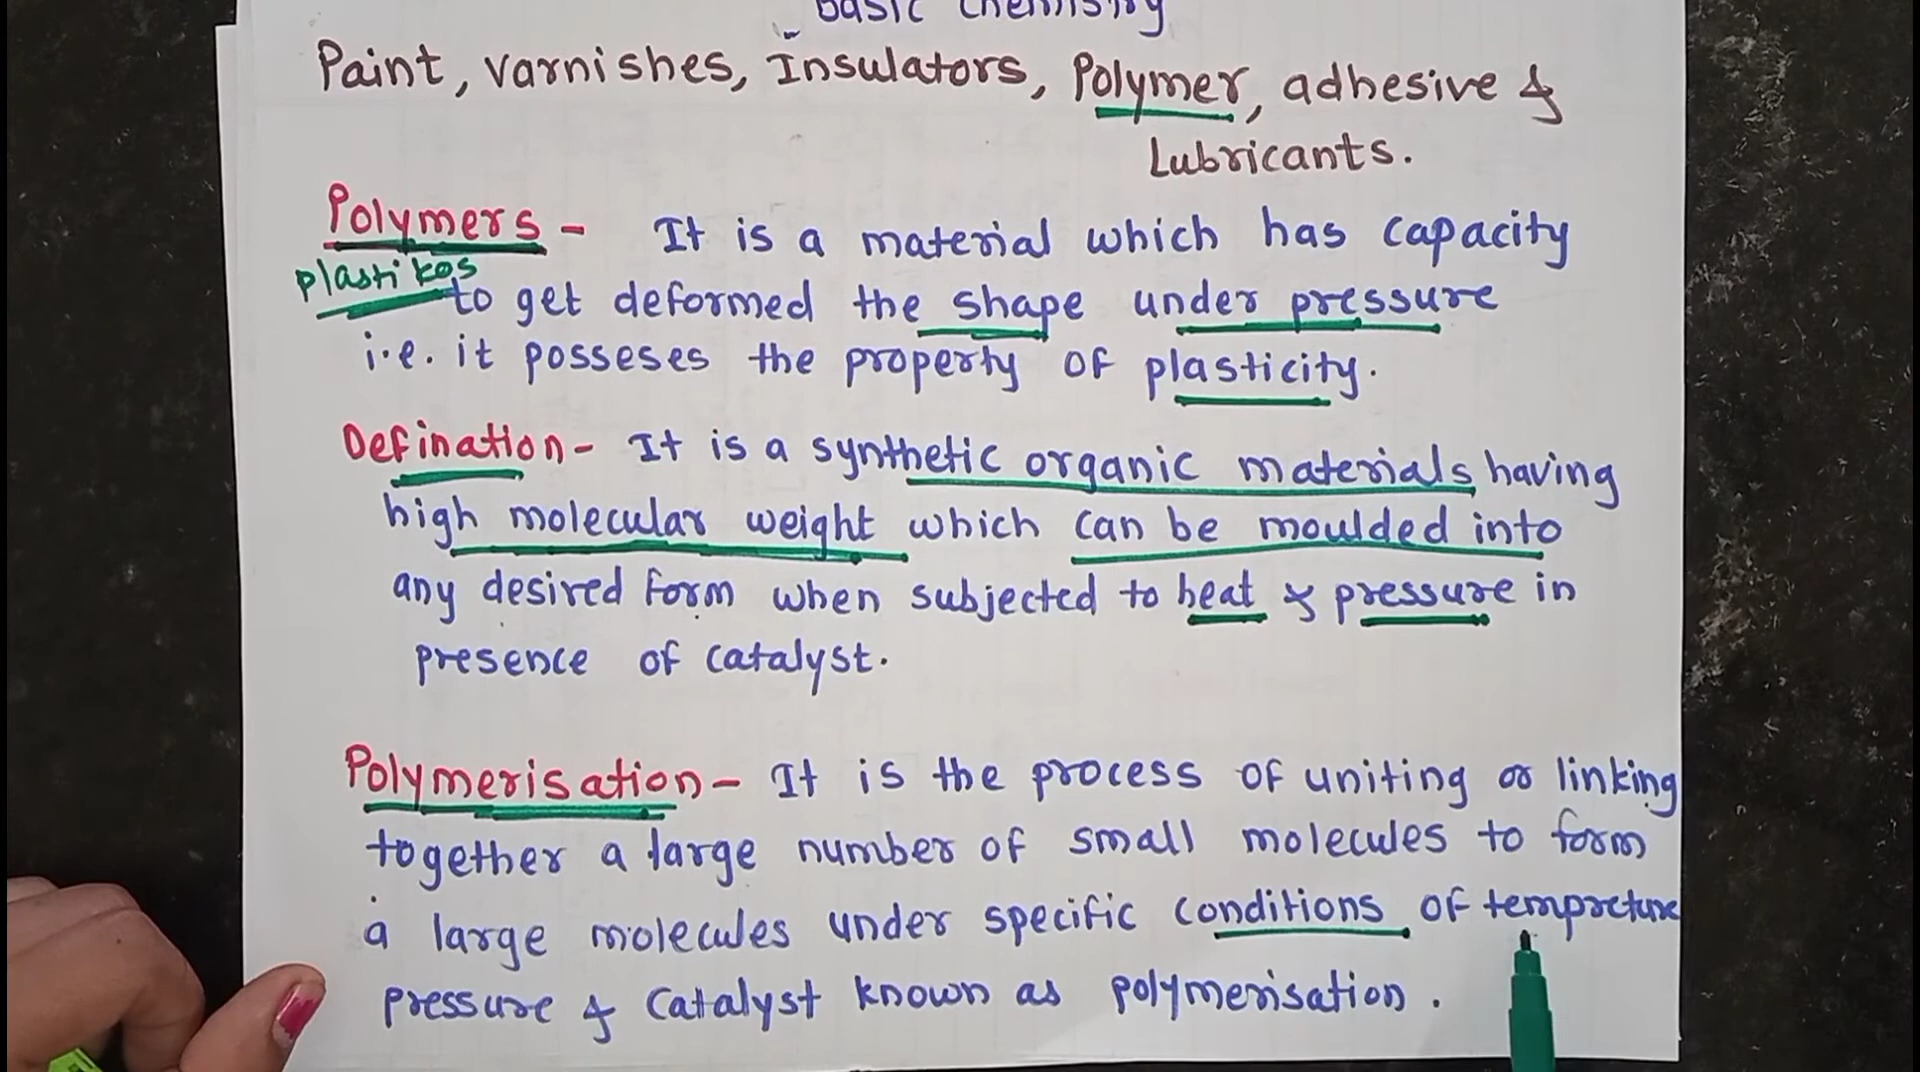 Basic Chemistry
Paint, varnishes, Insulators, Polymer, adhesive &
Lubricants.
Polymers - It is a material which has capacity
plastikos
to get deformed the shape under pressure
i.e. it posseses the property of plasticity.
Defination - It is a synthetic organic materials having
high molecular weight which can be moulded into
any desired form when subjected to heat & pressure in
presence of catalyst.
Polymerisation - It is the process of uniting or linking
together a large number of small molecules to form
a large molecules under specific conditions of tempreture
pressure & Catalyst known as polymerisation.